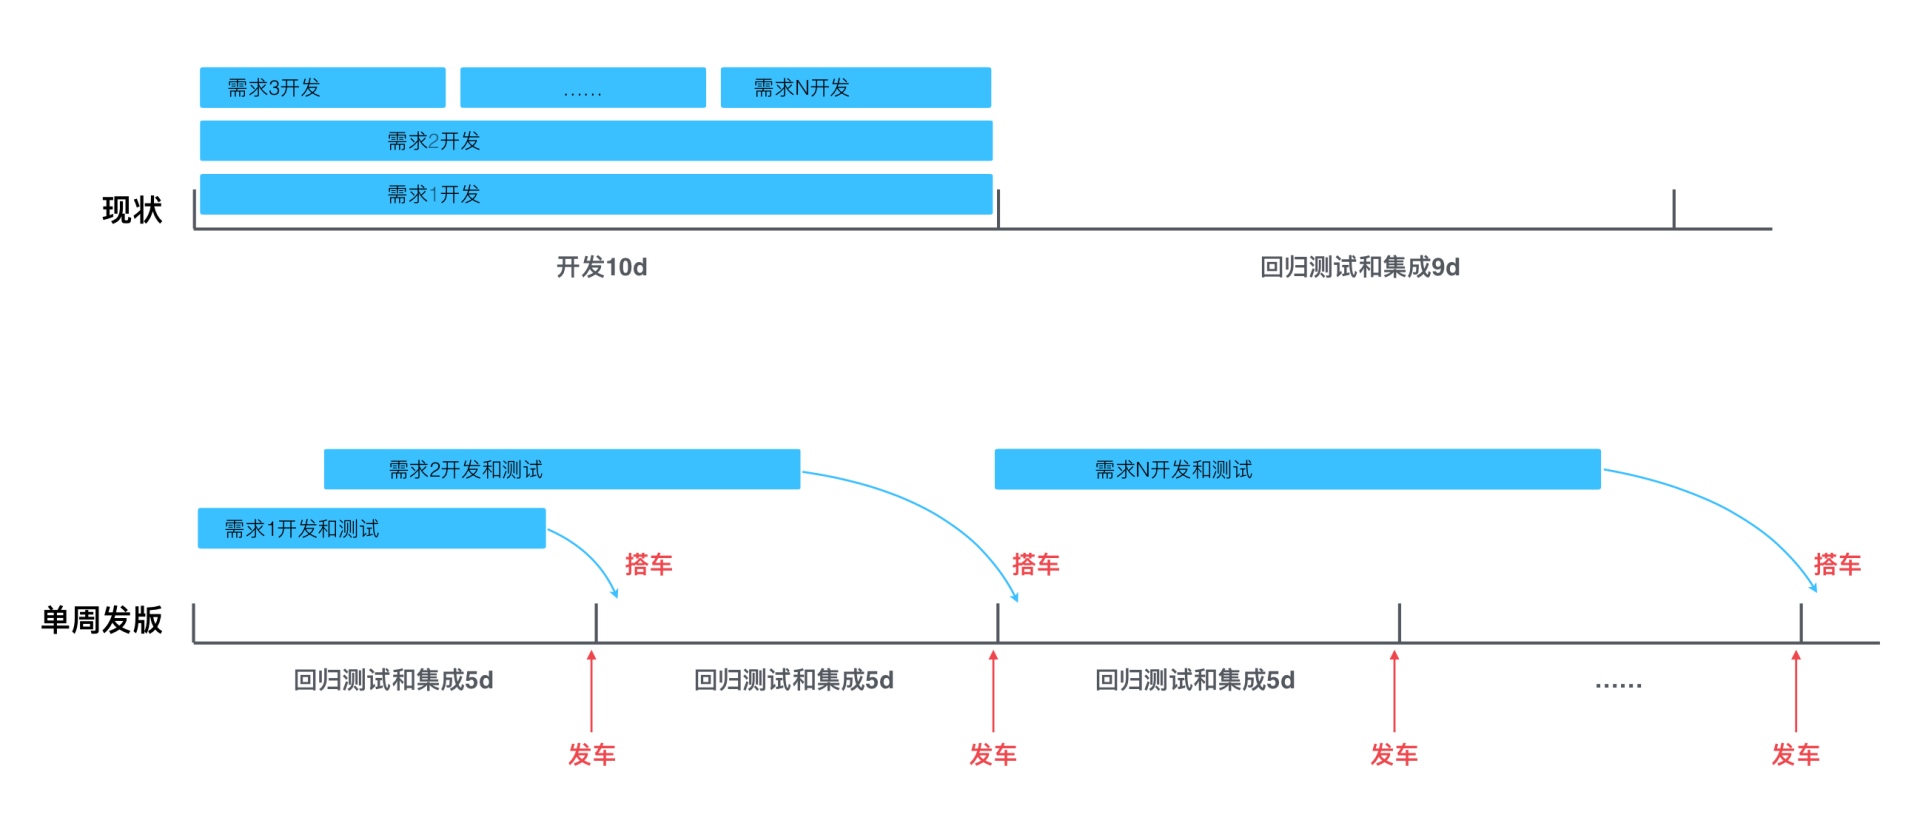 需求3开发
……
需求N开发
需求2开发
需求1开发
现状
开发10d
回归测试和集成9d
需求2开发和测试
需求N开发和测试
需求1开发和测试
搭车
搭车
搭车
单周发版
回归测试和集成5d
回归测试和集成5d
回归测试和集成5d
……
发车
发车
发车
发车